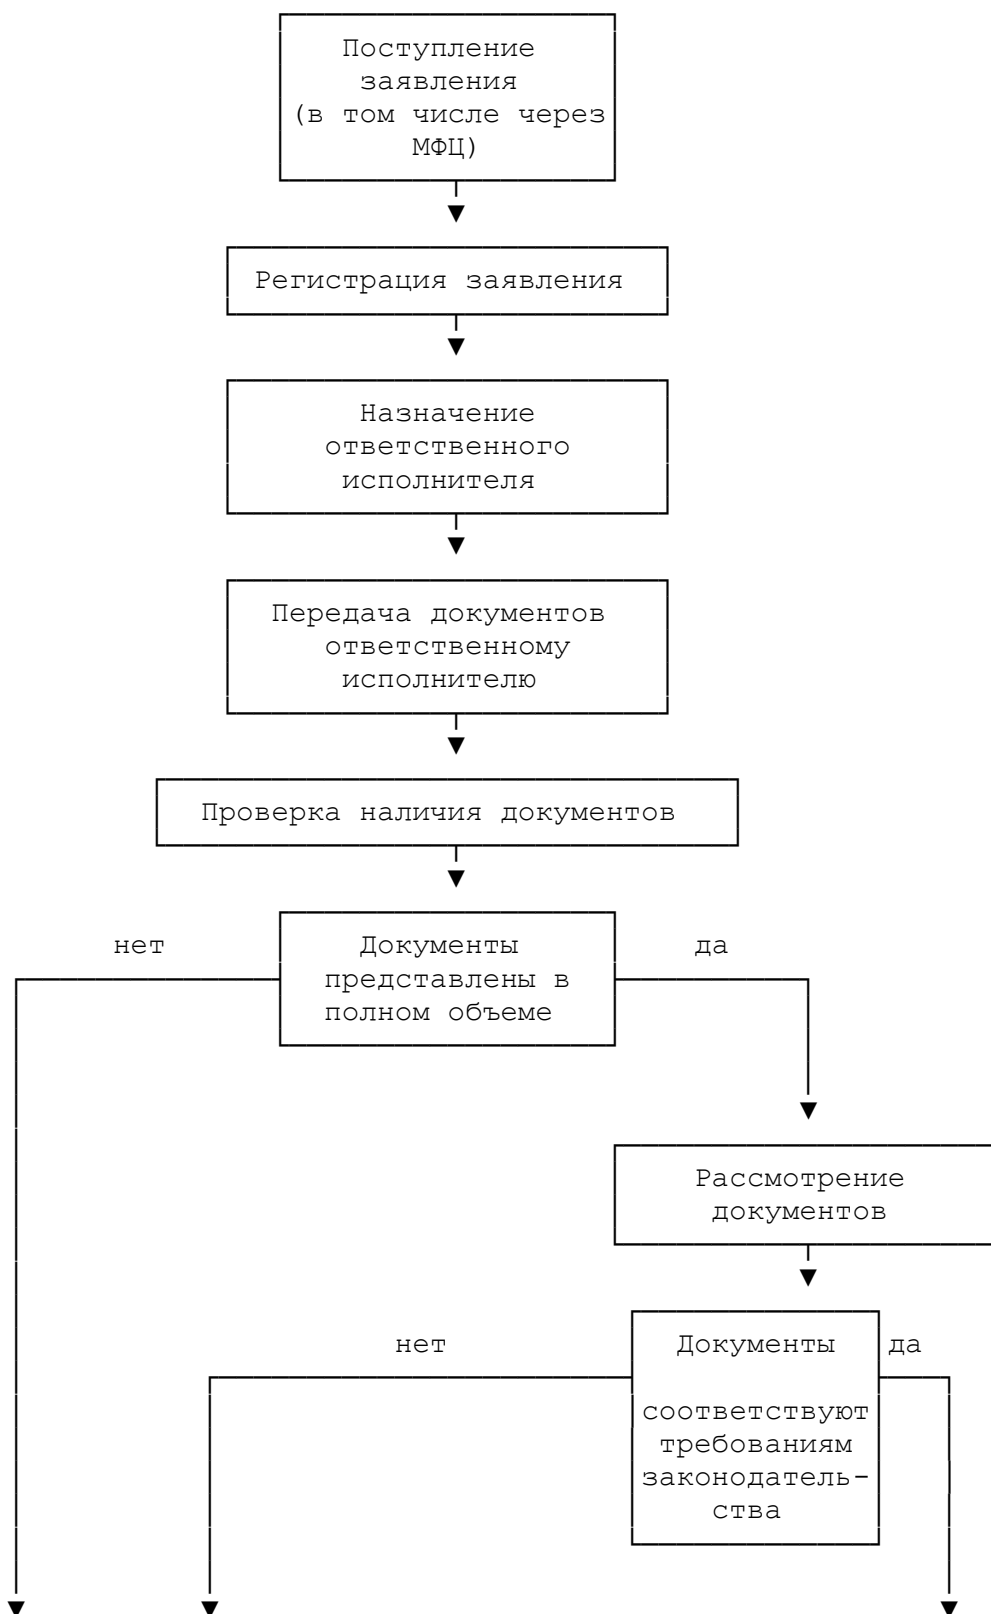 Поступление
заявления
(в том числе через
МФЦ)
Регистрация заявления
Назначение
ответственного
исполнителя
Передача документов
ответственному
исполнителю
Проверка наличия документов
нет
Документы
да
представлены в
полном объеме
Рассмотрение
документов
нет
Документы
да
соответствуют
требованиям
законодатель-
ства